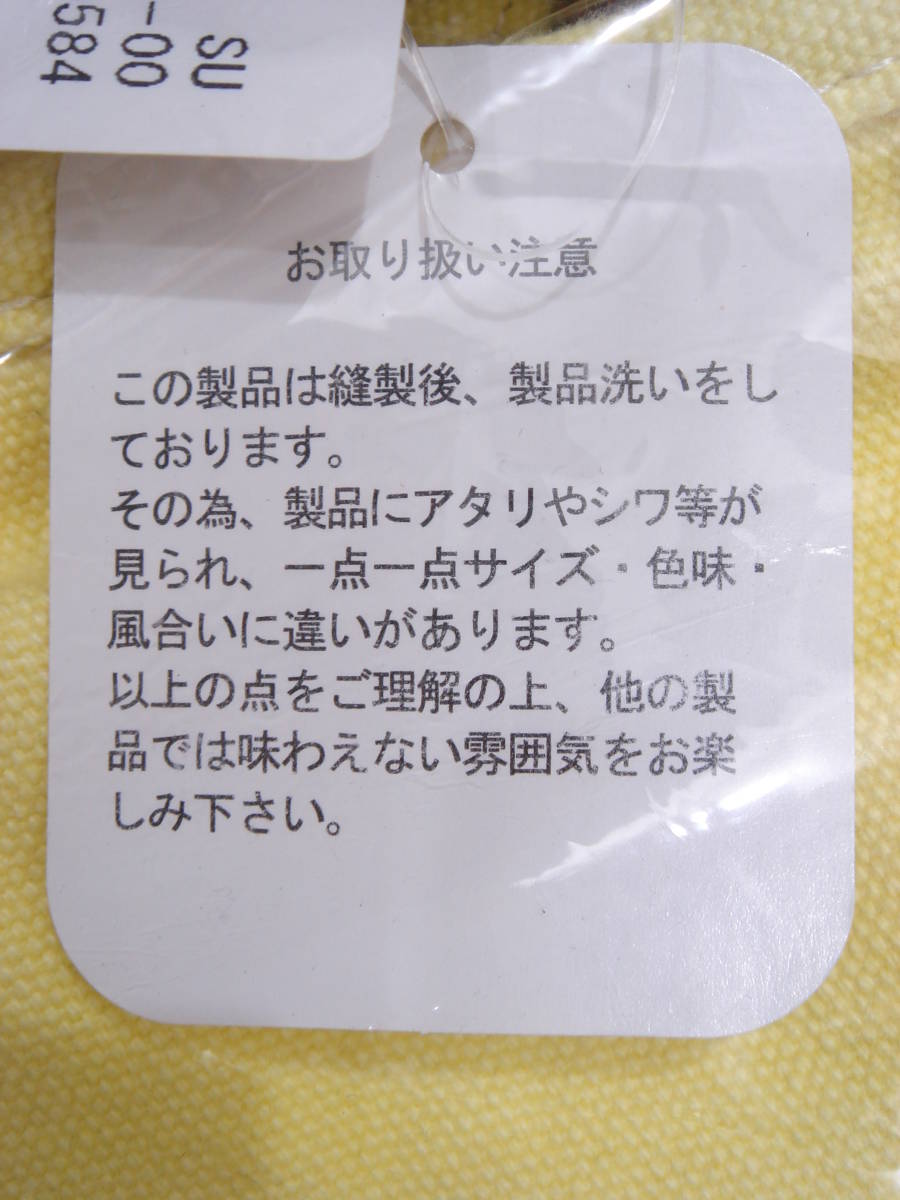 SU
-00
584
お取り扱い注意
この製品は縫製後、製品洗いをし
ております。
その為、製品にアタリやシワ等が
見られ、一点一点サイズ・色味・
風合いに違いがあります。
以上の点をご理解の上、他の製
品では味わえない雰囲気をお楽
しみ下さい。